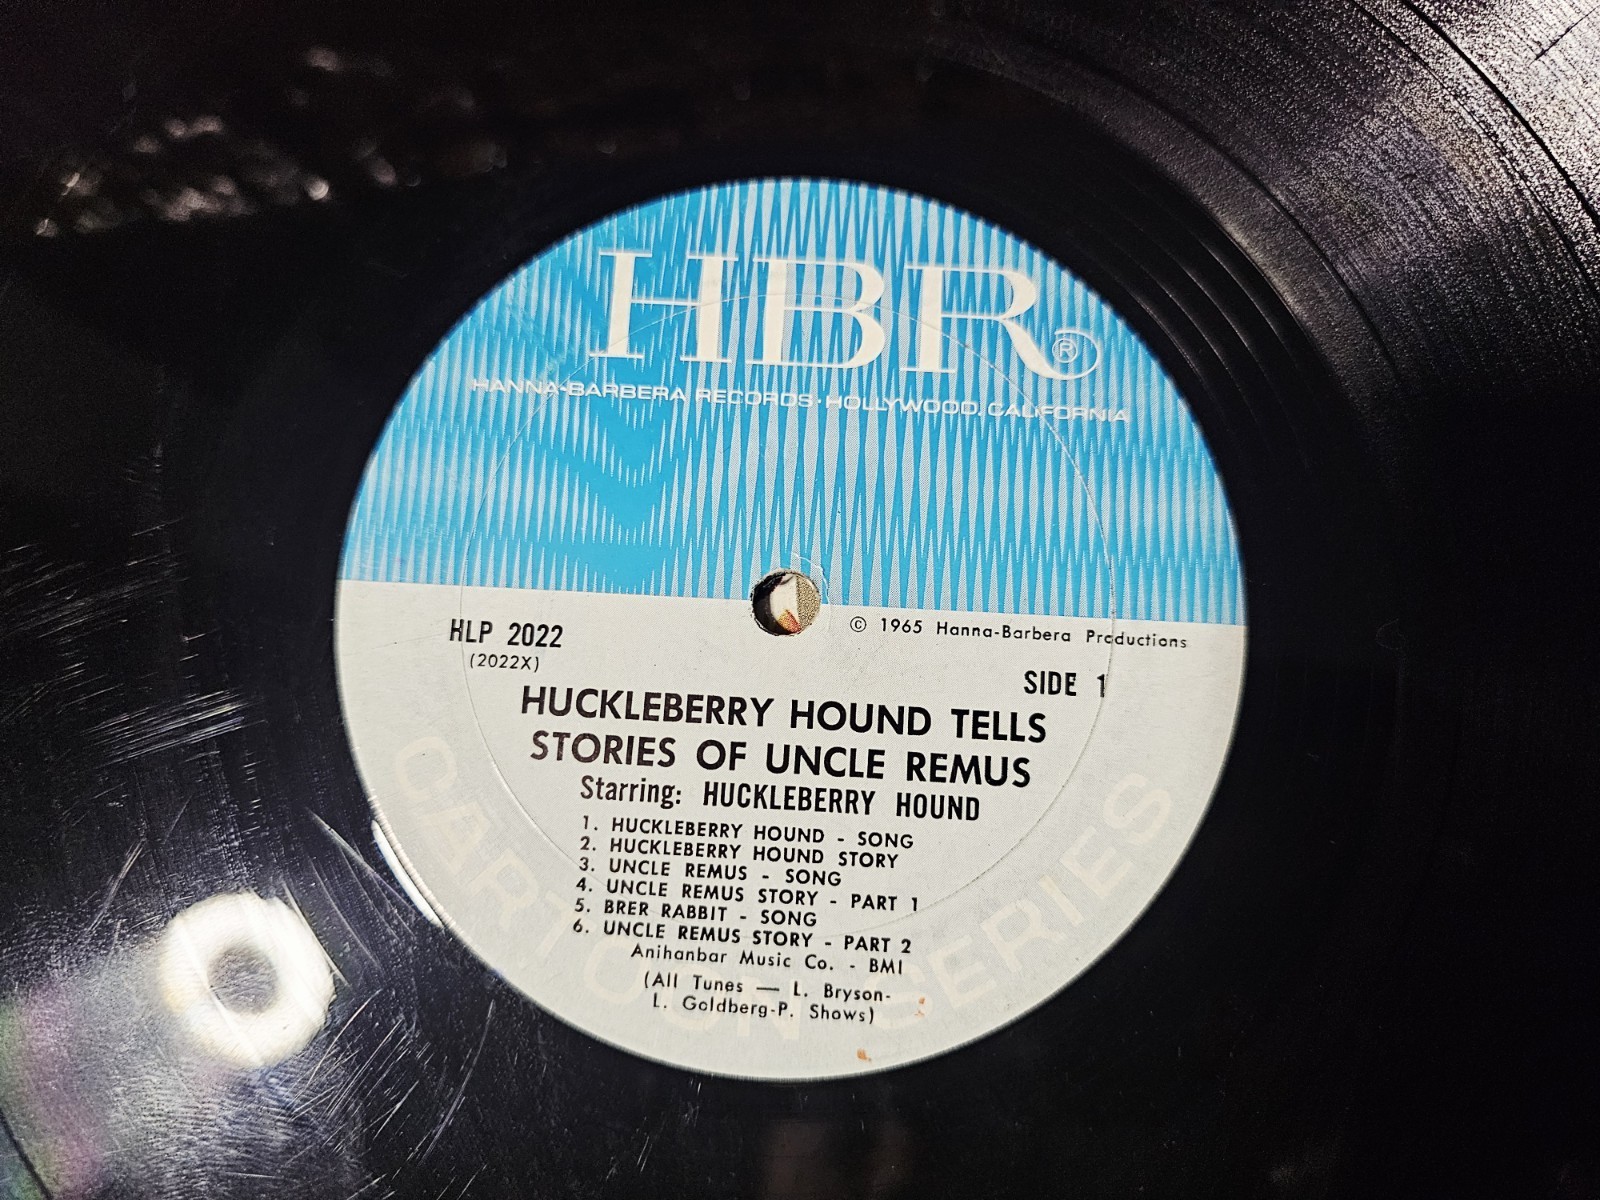 HBR®
HANNA-BARBERA RECORDS·HOLLYWOOD, CALIFORNIA
© 1965 Hanna-Barbera Productions
HLP 2022
(2022X)
SIDE 1
HUCKLEBERRY HOUND TELLS
STORIES OF UNCLE REMUS
Starring: HUCKLEBERRY HOUND
1. HUCKLEBERRY HOUND - SONG
2. HUCKLEBERRY HOUND STORY
3. UNCLE REMUS - SONG
4. UNCLE REMUS STORY - PART 1
5. BRER RABBIT - SONG
6. UNCLE REMUS STORY - PART 2
Anihanbar Music Co. - BMI
(All Tunes — L. Bryson-
L. Goldberg-P. Shows)
CARTOON SERIES